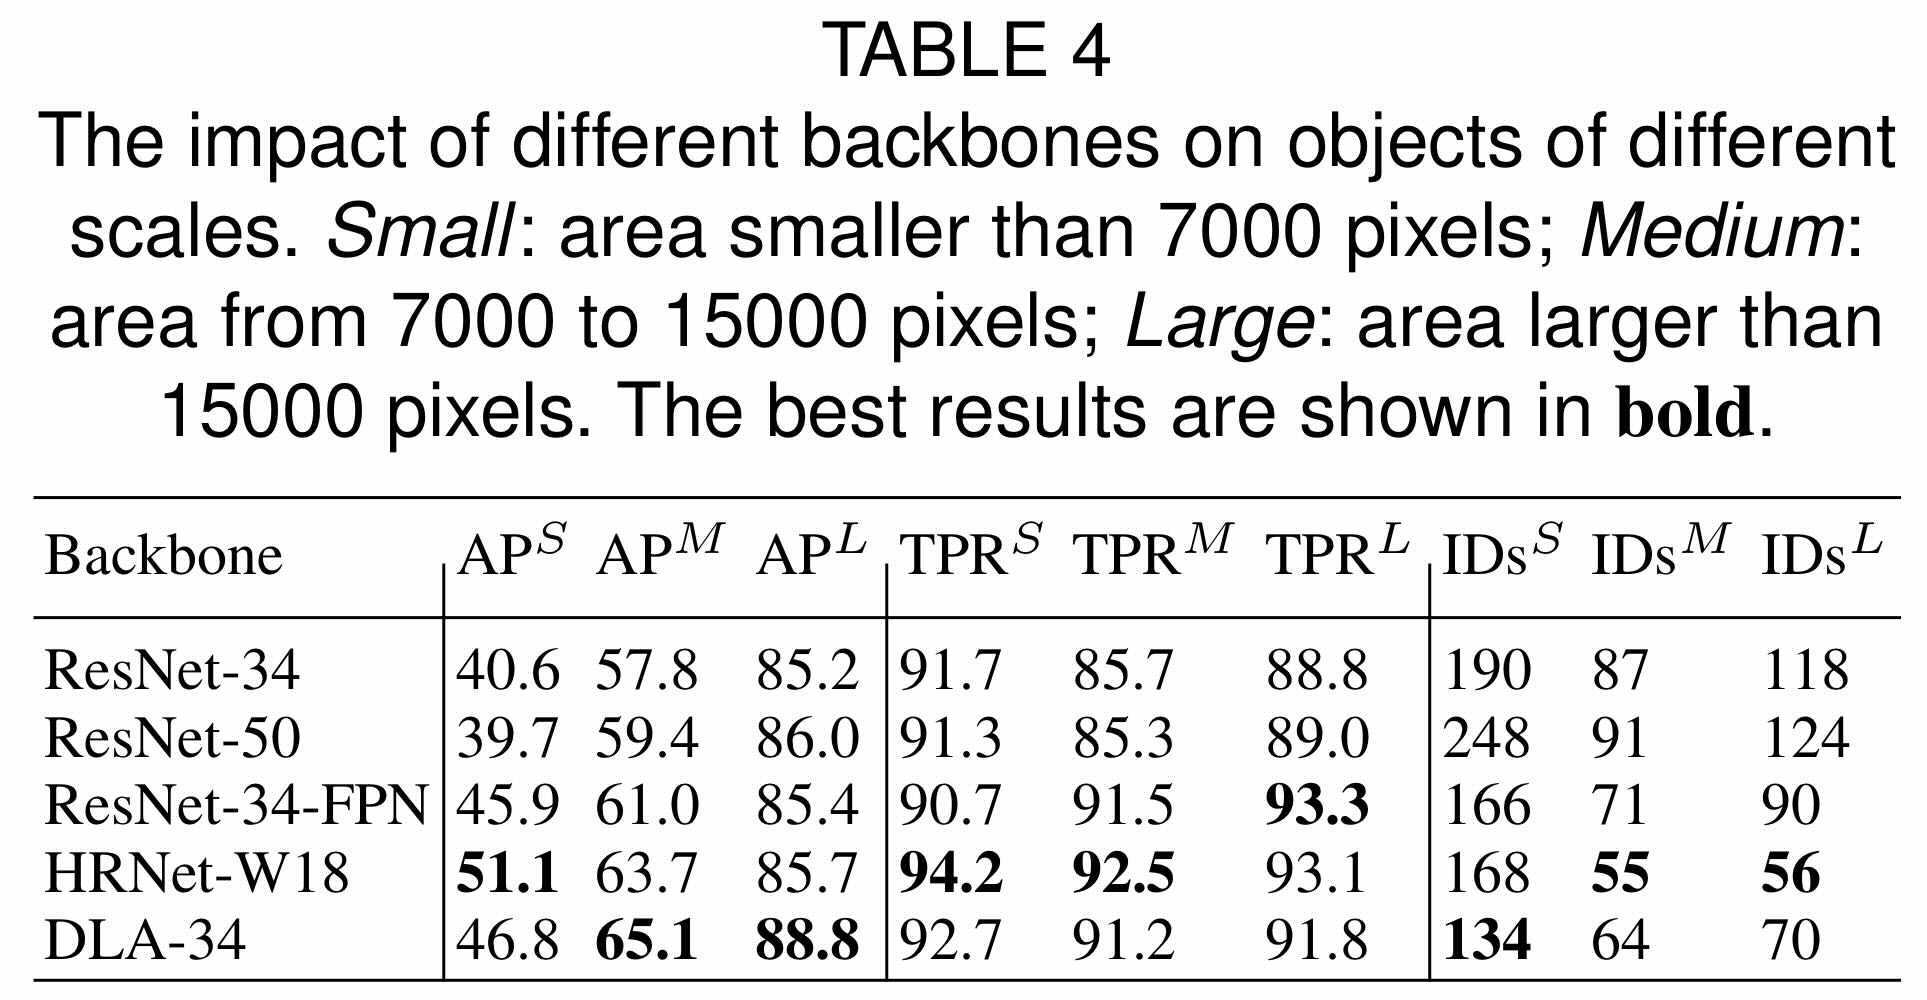 TABLE 4
The impact of different backbones on objects of different
scales. Small: area smaller than 7000 pixels; Medium:
area from 7000 to 15000 pixels; Large: area larger than
15000 pixels. The best results are shown in bold.
Backbone AP^S AP^M AP^L TPR^S TPR^M TPR^L IDs^S IDs^M IDs^L
ResNet-34 40.6 57.8 85.2 91.7 85.7 88.8 190 87 118
ResNet-50 39.7 59.4 86.0 91.3 85.3 89.0 248 91 124
ResNet-34-FPN 45.9 61.0 85.4 90.7 91.5 93.3 166 71 90
HRNet-W18 51.1 63.7 85.7 94.2 92.5 93.1 168 55 56
DLA-34 46.8 65.1 88.8 92.7 91.2 91.8 134 64 70